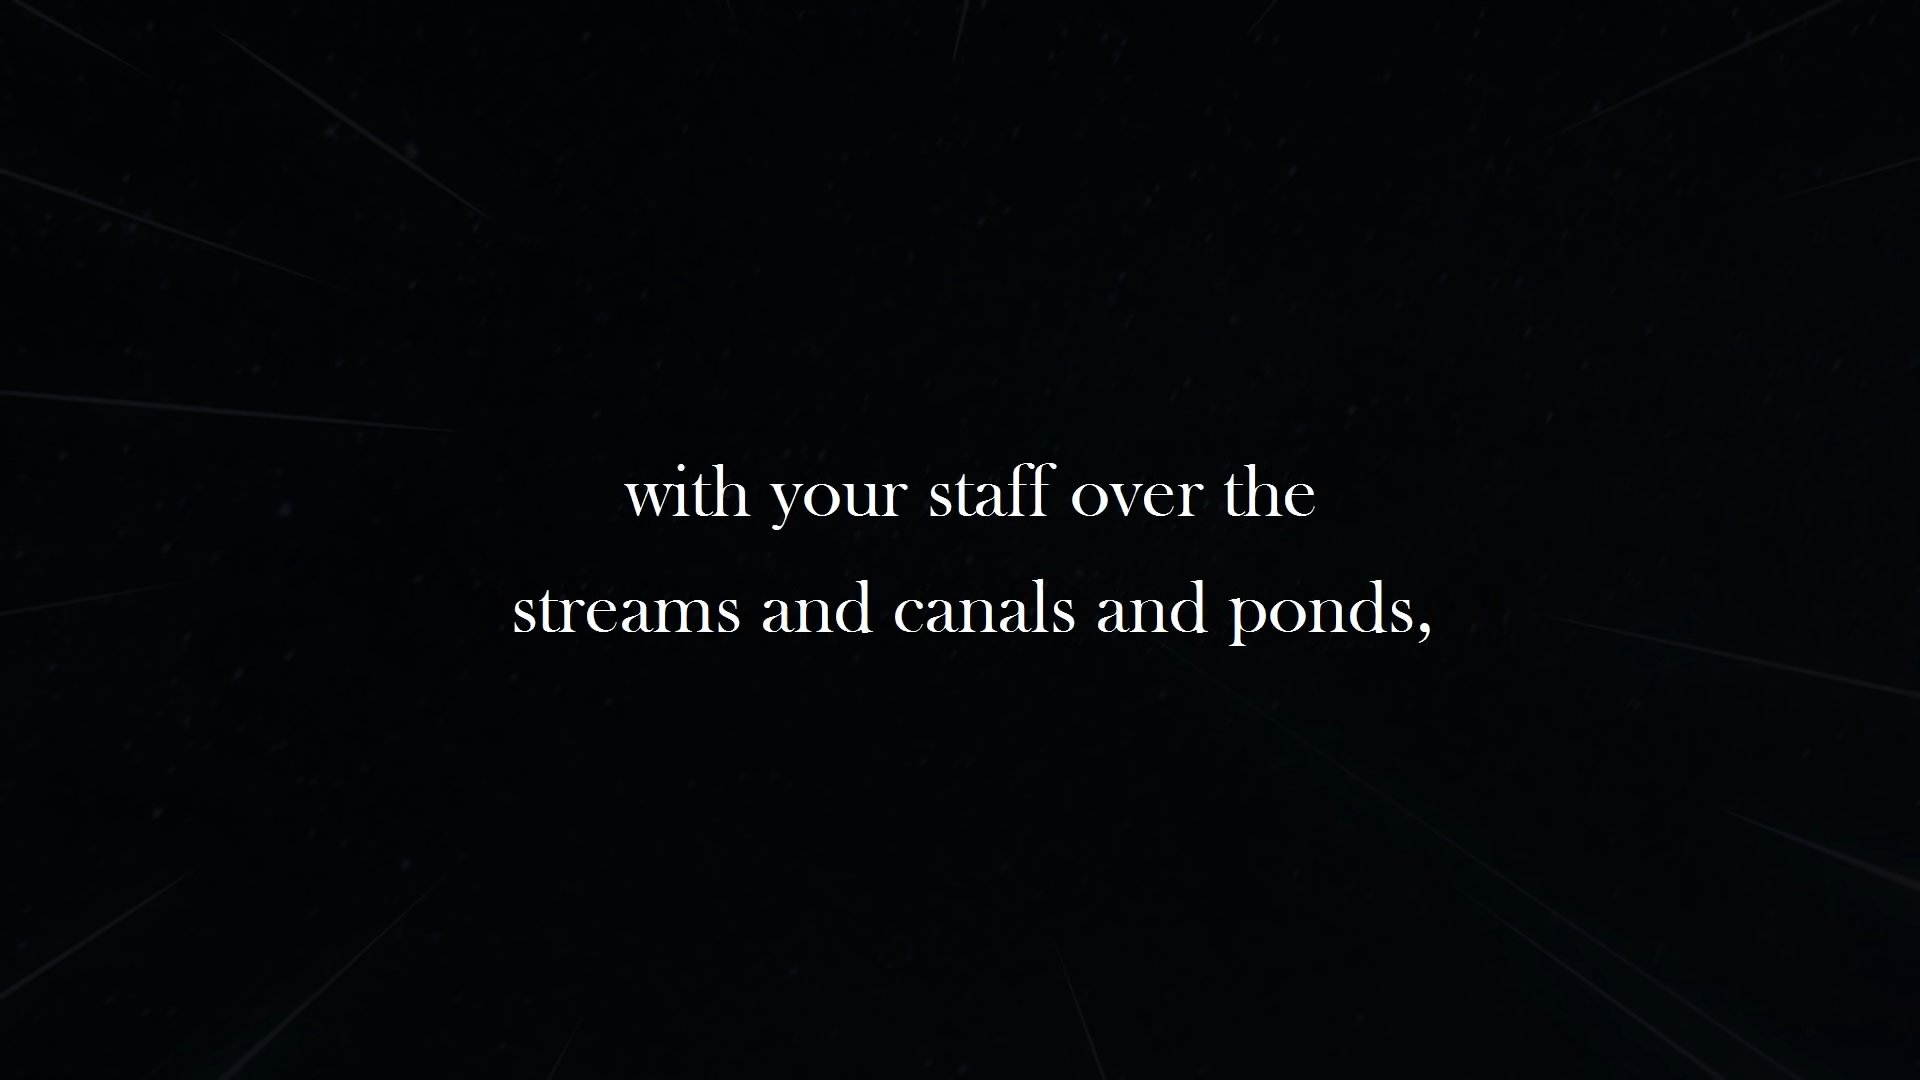 with your staff over the
streams and canals and ponds,